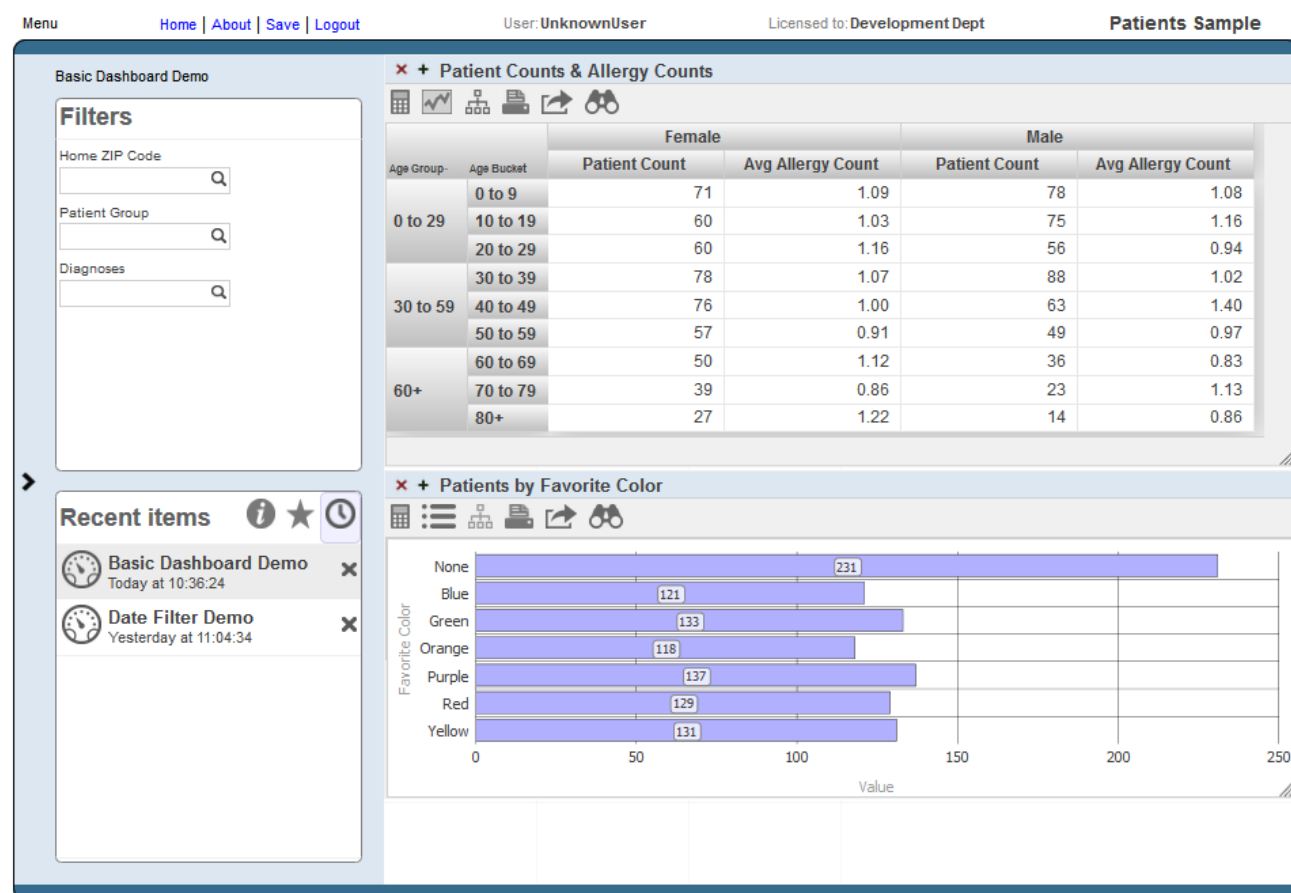 Menu Home | About | Save | Logout User: UnknownUser Licensed to: Development Dept Patients Sample
Basic Dashboard Demo
Filters
Home ZIP Code
Patient Group
Diagnoses
Recent items
Basic Dashboard Demo
Today at 10:36:24
Date Filter Demo
Yesterday at 11:04:34
Patient Counts & Allergy Counts
Female Male
Age Group- Age Bucket Patient Count Avg Allergy Count Patient Count Avg Allergy Count
0 to 9 71 1.09 78 1.08
0 to 29 10 to 19 60 1.03 75 1.16
20 to 29 60 1.16 56 0.94
30 to 39 78 1.07 88 1.02
30 to 59 40 to 49 76 1.00 63 1.40
50 to 59 57 0.91 49 0.97
60 to 69 50 1.12 36 0.83
60+ 70 to 79 39 0.86 23 1.13
80+ 27 1.22 14 0.86
Patients by Favorite Color
Favorite Color
None 231
Blue 121
Green 133
Orange 118
Purple 137
Red 129
Yellow 131
0 50 100 150 200 250
Value